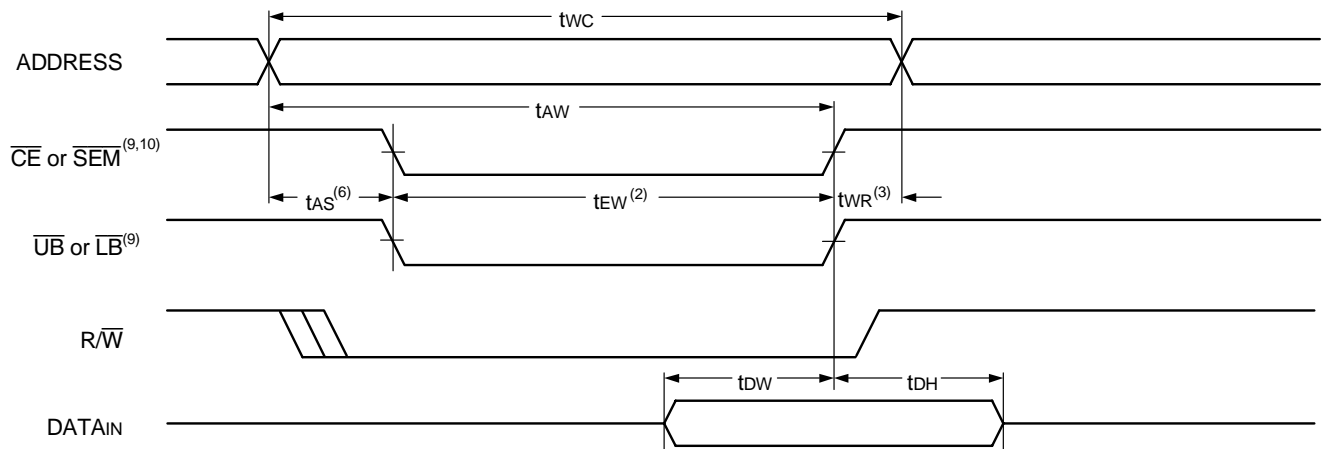 tWC
ADDRESS
tAW
CE or SEM(9,10)
tAS(6)
tEW(2)
tWR(3)
UB or LB(9)
R/W
tDW
tDH
DATAIN